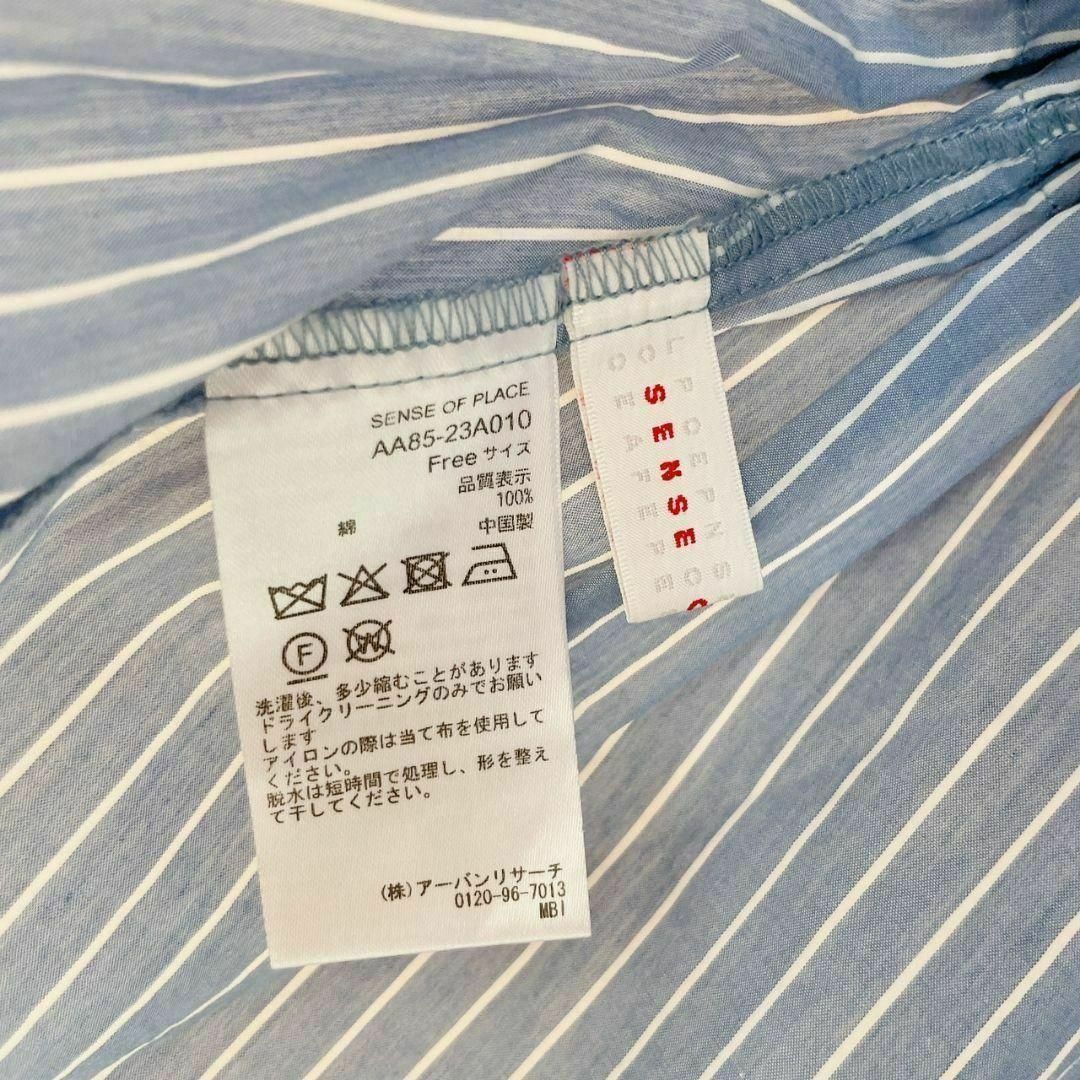 SENSE OF PLACE
AA85-23A010
Free サイズ
品質表示
100%
綿 中国製
F
W
洗濯後、多少縮むことがあります
ドライクリーニングのみでお願い
します
アイロンの際は当て布を使用して
ください。
脱水は短時間で処理し、形を整え
て干してください。
(株)アーバンリサーチ
0120-96-7013
MBI
SENSE